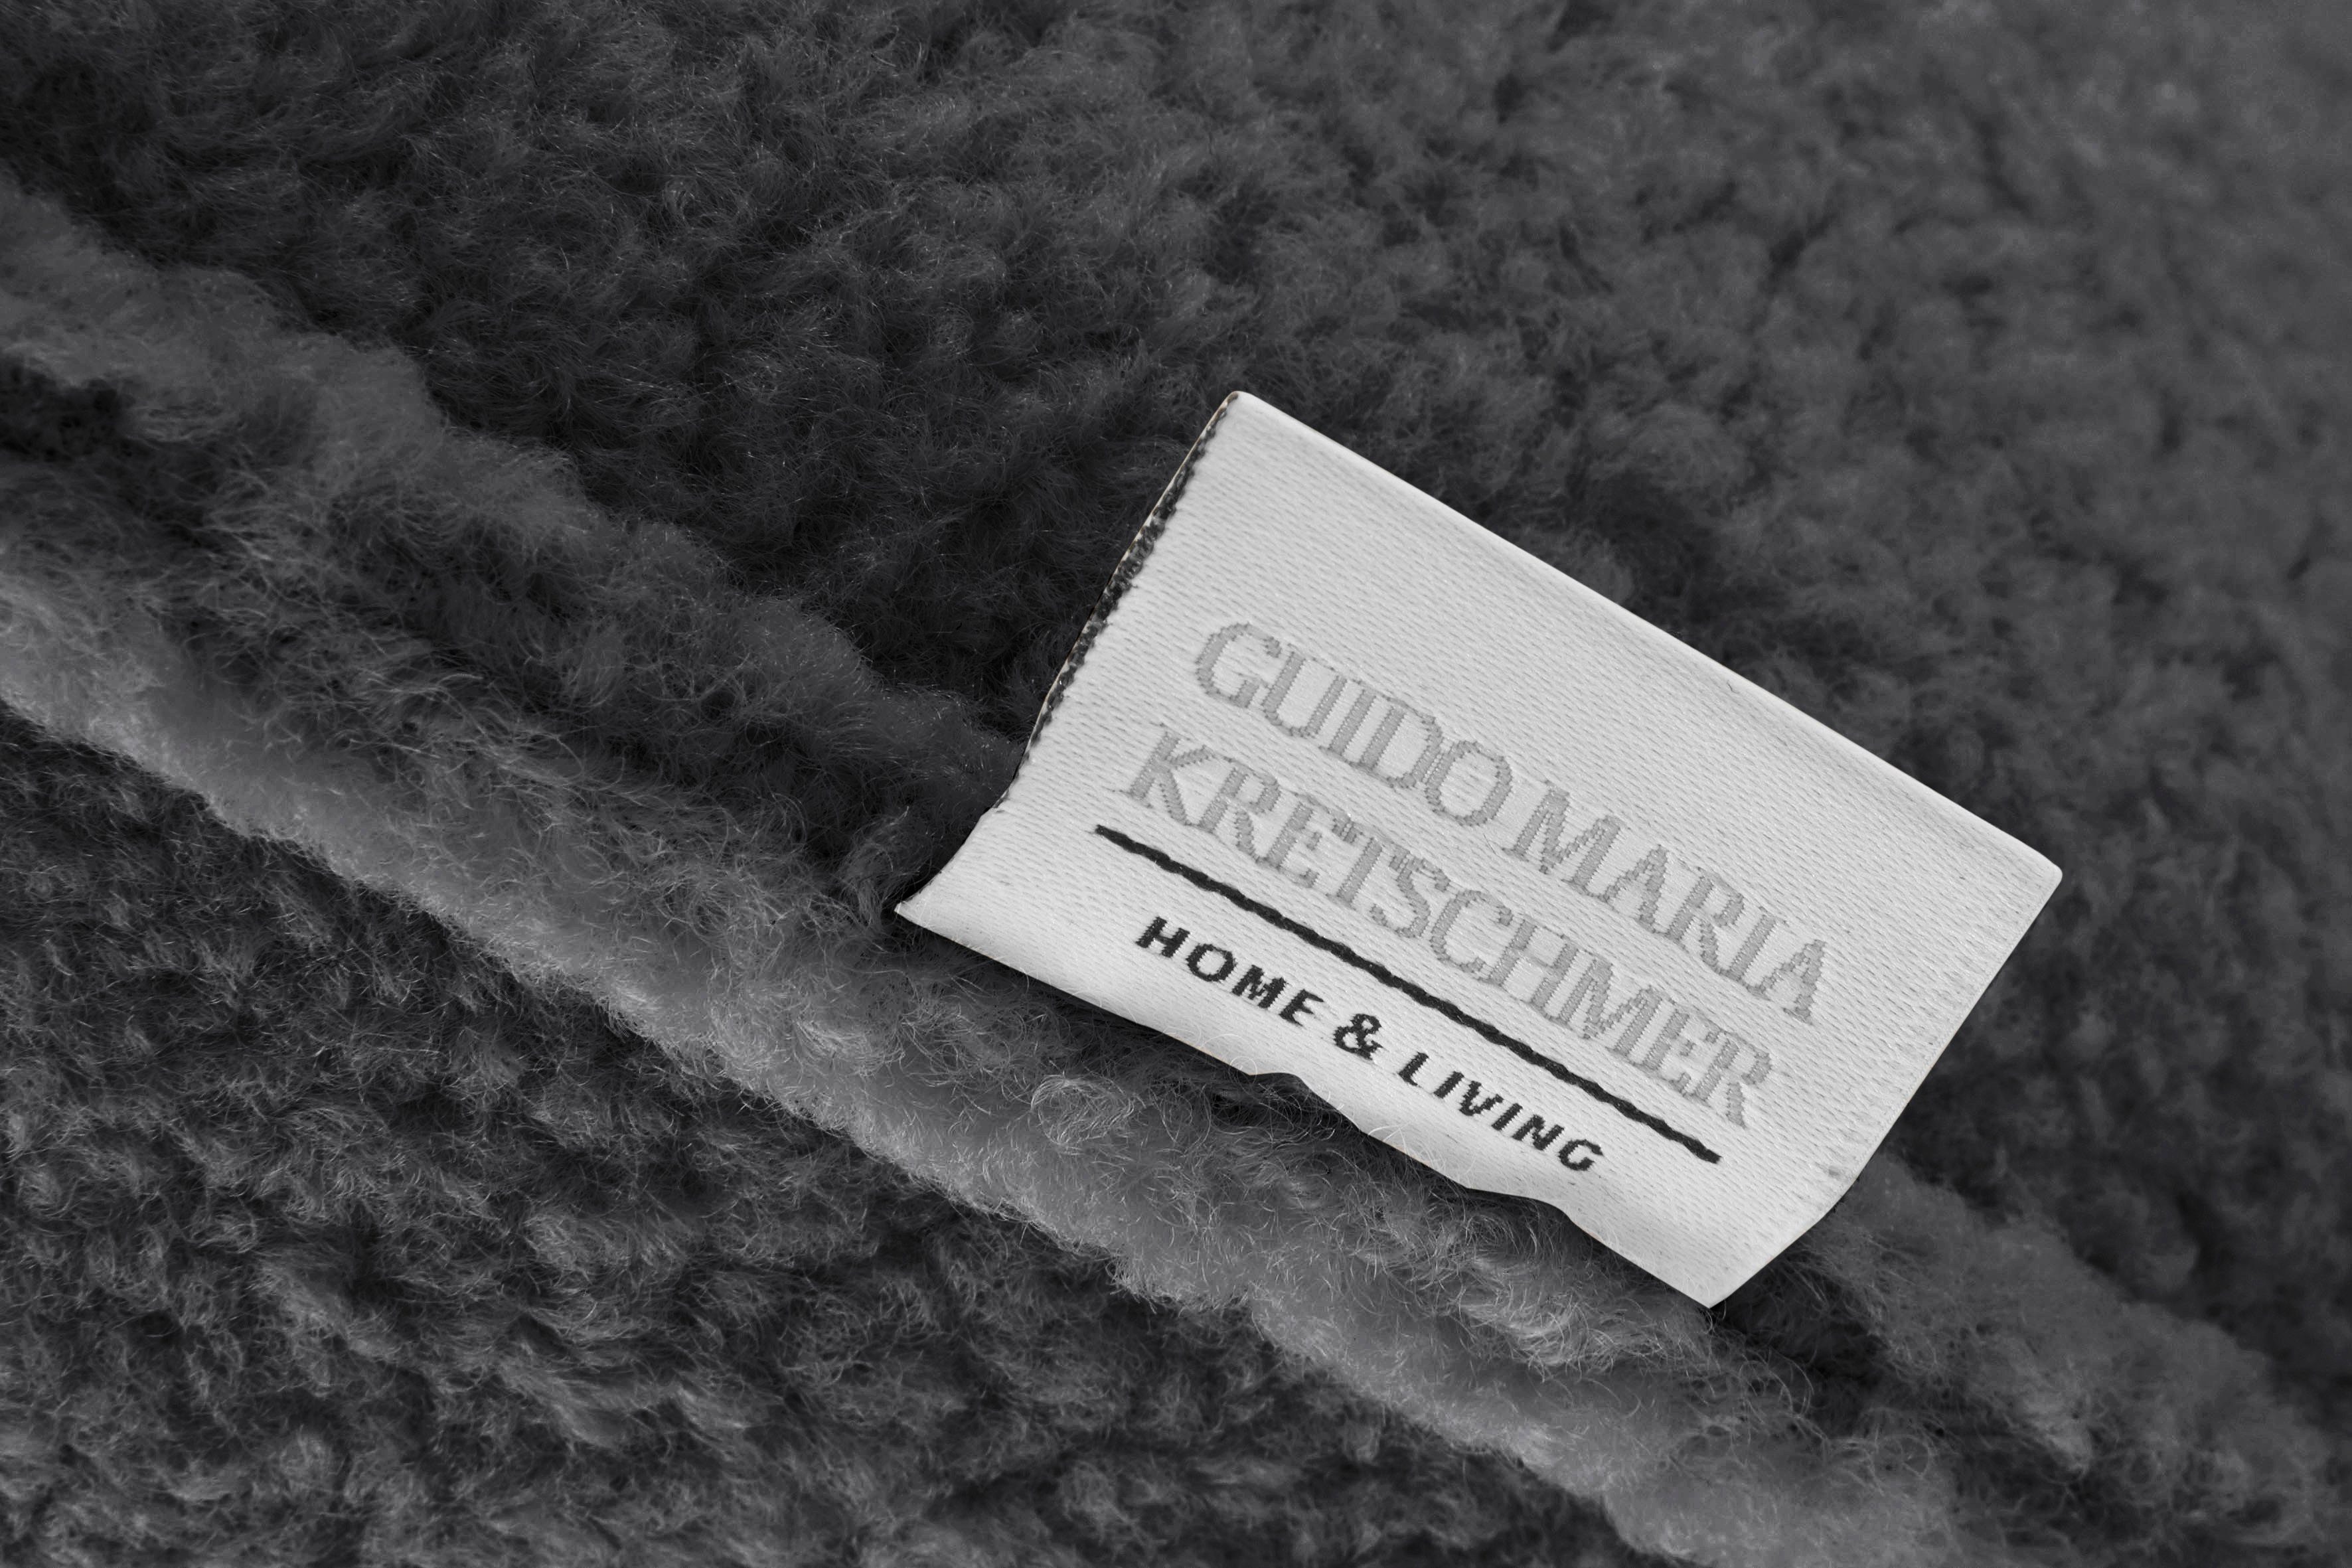 GUIDO MARIA
KRETSCHMER
HOME & LIVING